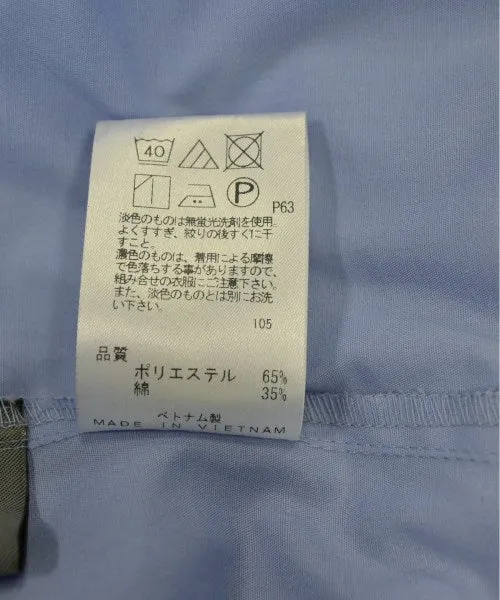 40
P P63
淡色のものは無蛍光洗剤を使用。
よくすすぎ、絞りの後すぐに干
すこと。
濃色のものは、着用による摩擦
で色落ちする事がありますので、
組み合せの衣服にご注意下さい。
また、淡色のものとは別にお洗
い下さい。
105
品質
ポリエステル 65%
綿 35%
ベトナム製
MADE IN VIETNAM